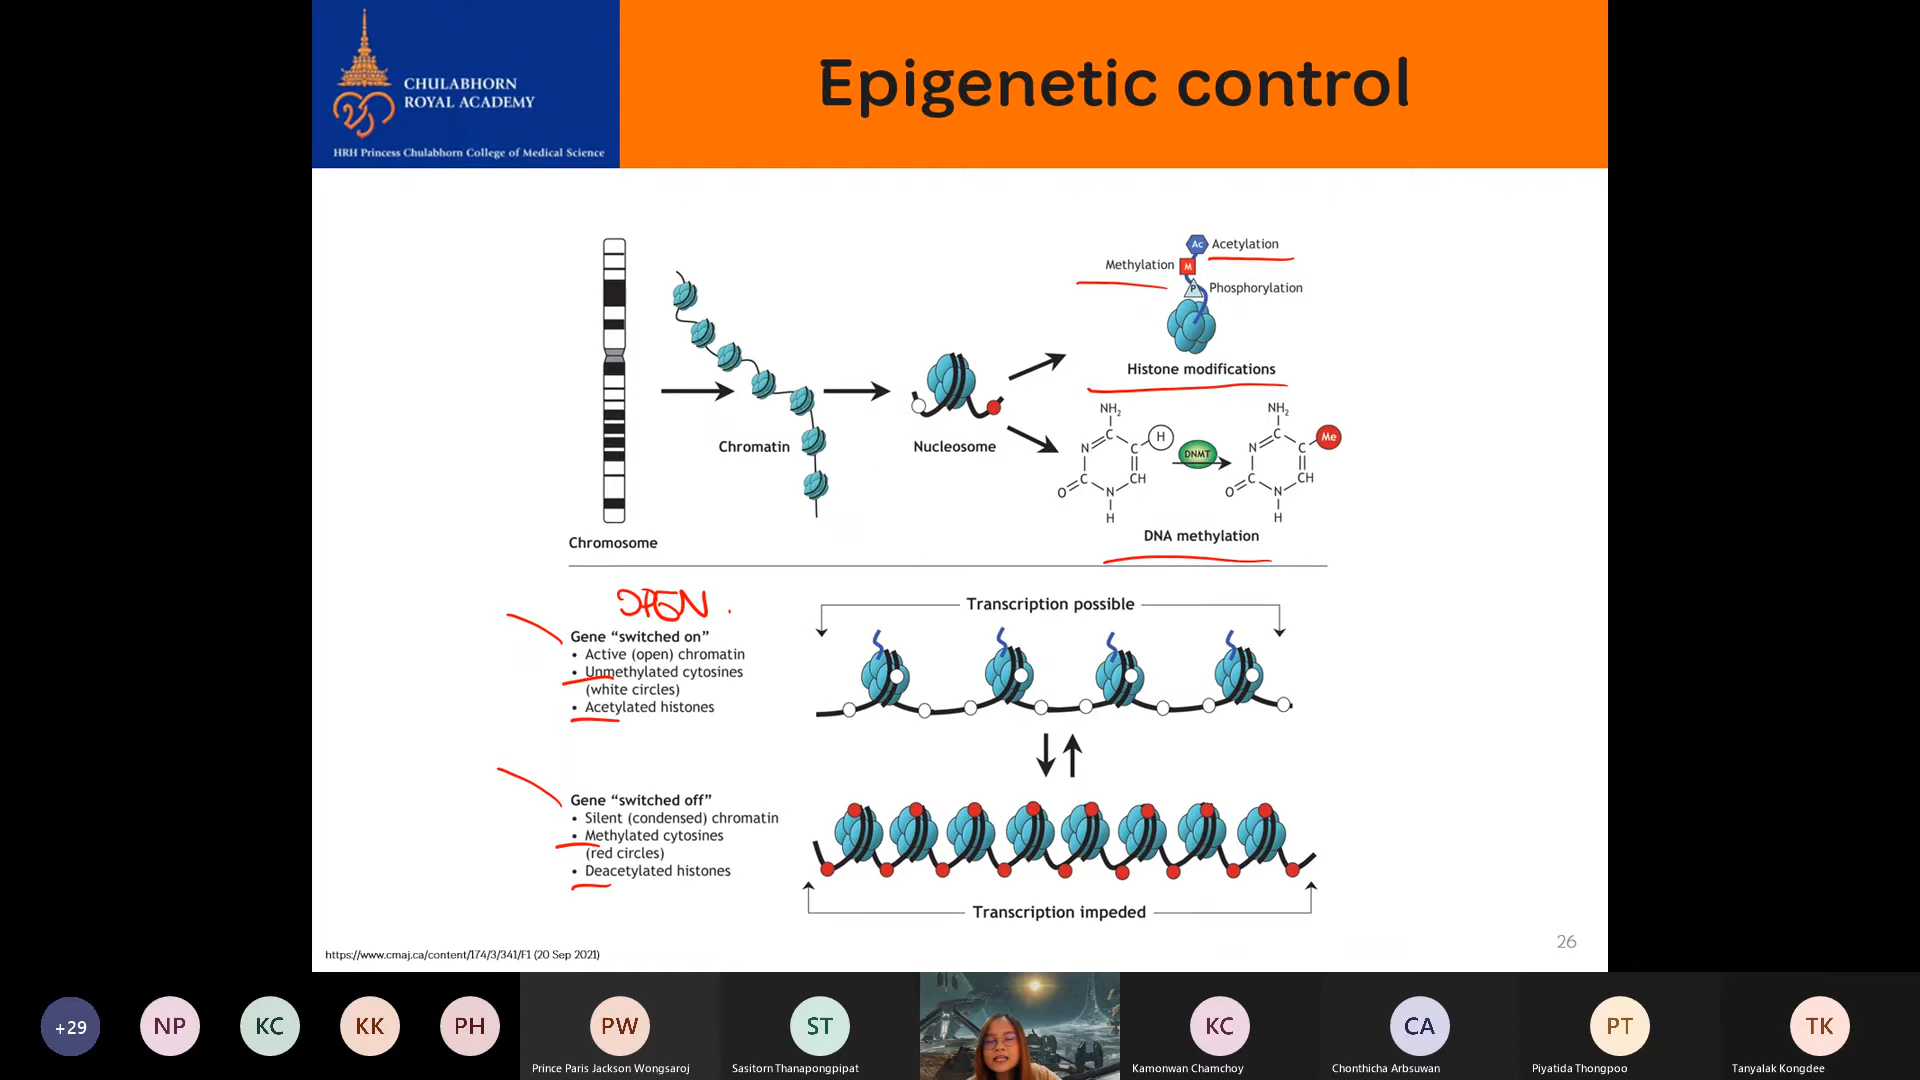 CHULABHORN
ROYAL ACADEMY
HRH Princess Chulabhorn College of Medical Science
Epigenetic control
Ac Acetylation
Methylation M
P Phosphorylation
Histone modifications
Chromatin
Nucleosome
Chromosome
NH2
N
C
C
H
CH
N
C
O
H
DNMT
NH2
N
C
C
Me
CH
N
C
O
H
DNA methylation
OPEN.
Gene “switched on”
• Active (open) chromatin
• Unmethylated cytosines
(white circles)
• Acetylated histones
Transcription possible
Gene “switched off”
• Silent (condensed) chromatin
• Methylated cytosines
(red circles)
• Deacetylated histones
Transcription impeded
https://www.cmaj.ca/content/174/3/341/F1 (20 Sep 2021)
26
+29
NP
KC
KK
PH
PW
Prince Paris Jackson Wongsaroj
ST
Sasitorn Thanapongpipat
KC
Kamonwan Chamchoy
CA
Chonthicha Arbsuwan
PT
Piyatida Thongpoo
TK
Tanyalak Kongdee